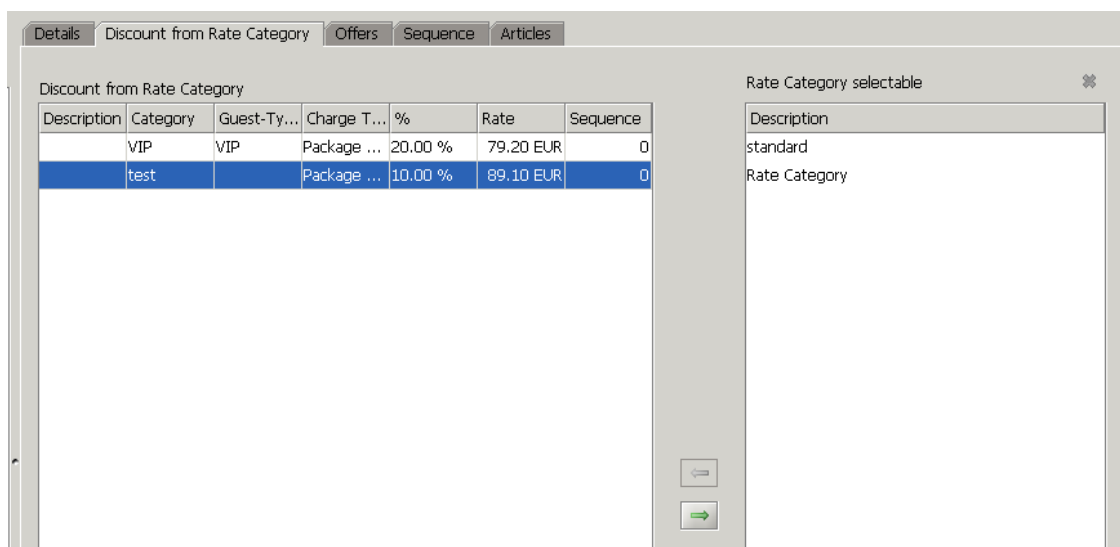 Details Discount from Rate Category Offers Sequence Articles
Discount from Rate Category
Description Category Guest-Ty... Charge T... % Rate Sequence
VIP VIP Package ... 20.00 % 79.20 EUR 0
test Package ... 10.00 % 89.10 EUR 0
Rate Category selectable
Description
standard
Rate Category